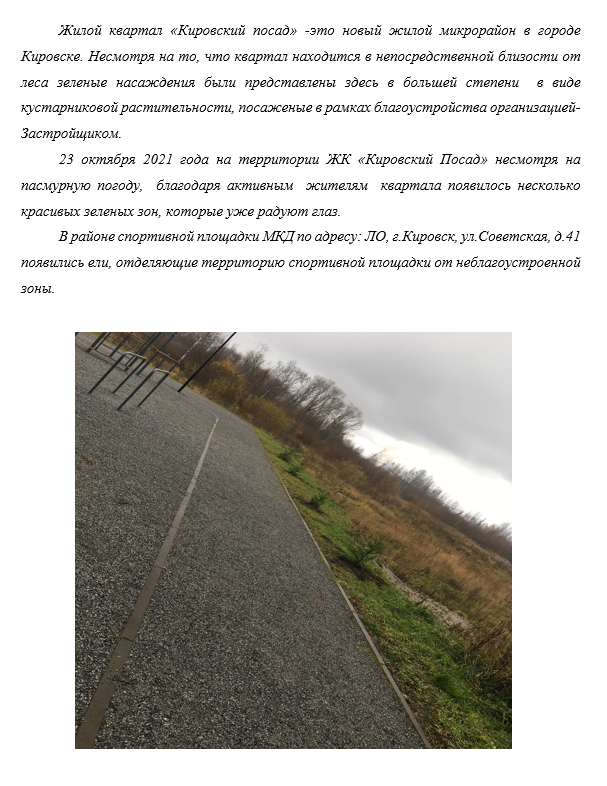 Жилой квартал «Кировский посад» -это новый жилой микрорайон в городе
Кировске. Несмотря на то, что квартал находится в непосредственной близости от
леса зеленые насаждения были представлены здесь в большей степени в виде
кустарниковой растительности, посаженые в рамках благоустройства организацией-
Застройщиком.
23 октября 2021 года на территории ЖК «Кировский Посад» несмотря на
пасмурную погоду, благодаря активным жителям квартала появилось несколько
красивых зеленых зон, которые уже радуют глаз.
В районе спортивной площадки МКД по адресу: ЛО, г.Кировск, ул.Советская, д.41
появились ели, отделяющие территорию спортивной площадки от неблагоустроенной
зоны.